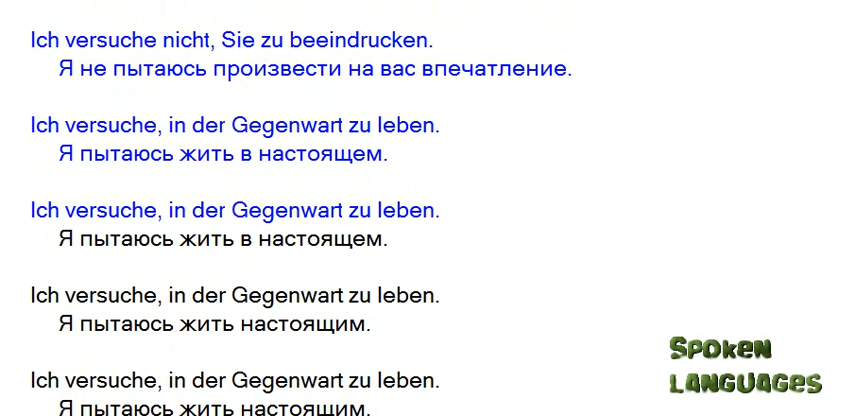 Ich versuche nicht, Sie zu beeindrucken.
Я не пытаюсь произвести на вас впечатление.
Ich versuche, in der Gegenwart zu leben.
Я пытаюсь жить в настоящем.
Ich versuche, in der Gegenwart zu leben.
Я пытаюсь жить в настоящем.
Ich versuche, in der Gegenwart zu leben.
Я пытаюсь жить настоящим.
Ich versuche, in der Gegenwart zu leben.
Я пытаюсь жить настоящим.
Spoken
Languages